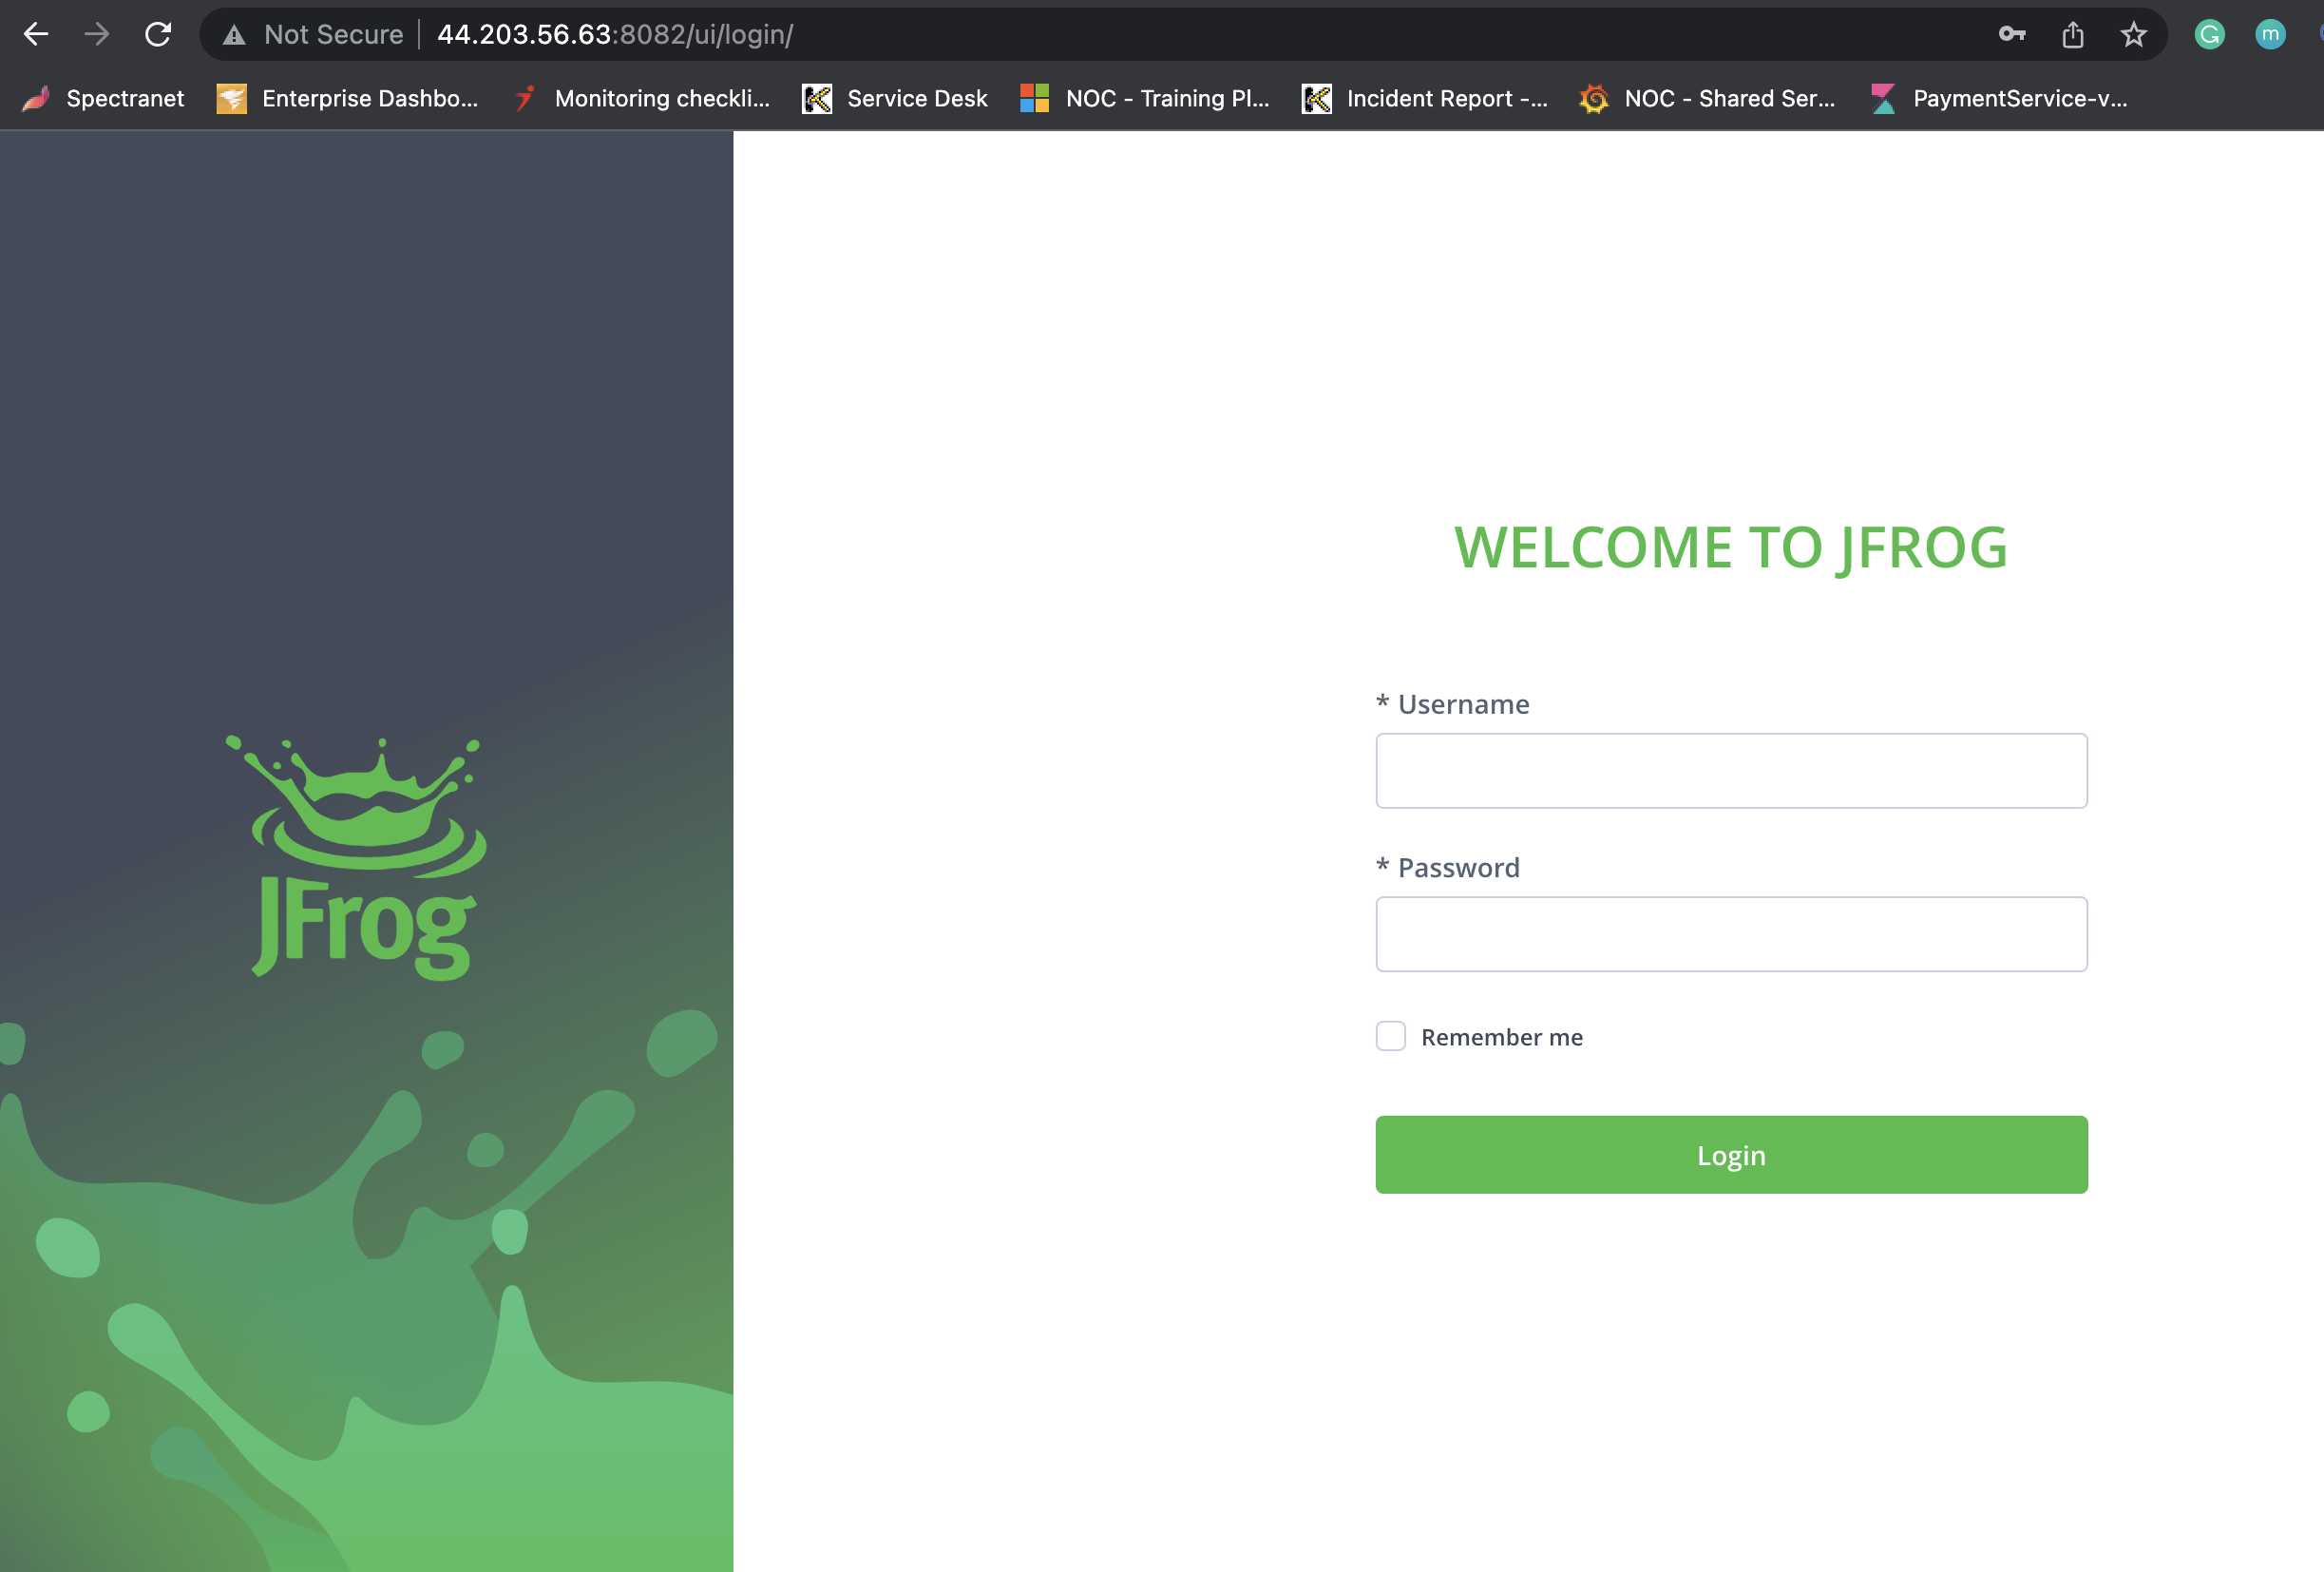 Not Secure 44.203.56.63:8082/ui/login/
G m
Spectranet Enterprise Dashbo... Monitoring checkli... Service Desk NOC - Training Pl... Incident Report -... NOC - Shared Ser... PaymentService-v...
WELCOME TO JFROG
* Username
JFrog
* Password
Remember me
Login